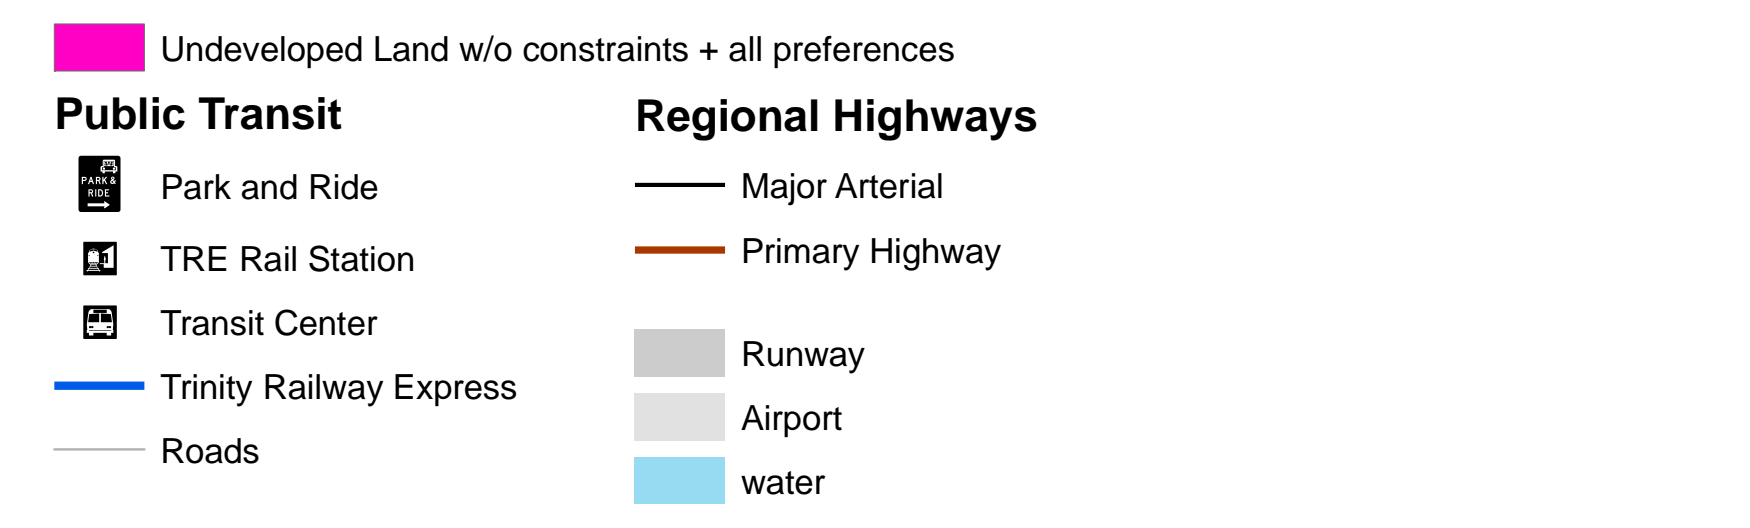 Undeveloped Land w/o constraints + all preferences
Public Transit
PARK &
RIDE
Park and Ride
TRE Rail Station
Transit Center
Trinity Railway Express
Roads
Regional Highways
Major Arterial
Primary Highway
Runway
Airport
water